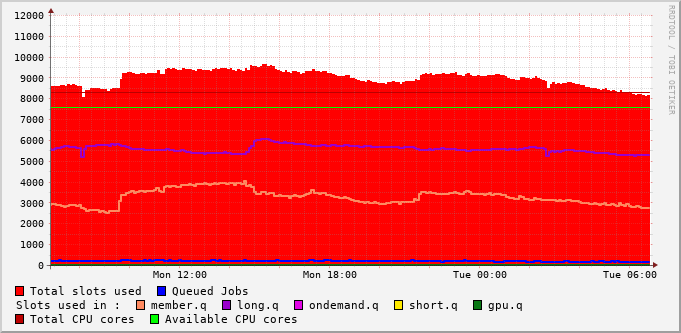 RRDTOOL / TOBI OETIKER
12000
11000
10000
9000
8000
7000
6000
5000
4000
3000
2000
1000
0
Mon 12:00 Mon 18:00 Tue 00:00 Tue 06:00
Total slots used Queued Jobs
Slots used in : member.q long.q ondemand.q short.q gpu.q
Total CPU cores Available CPU cores